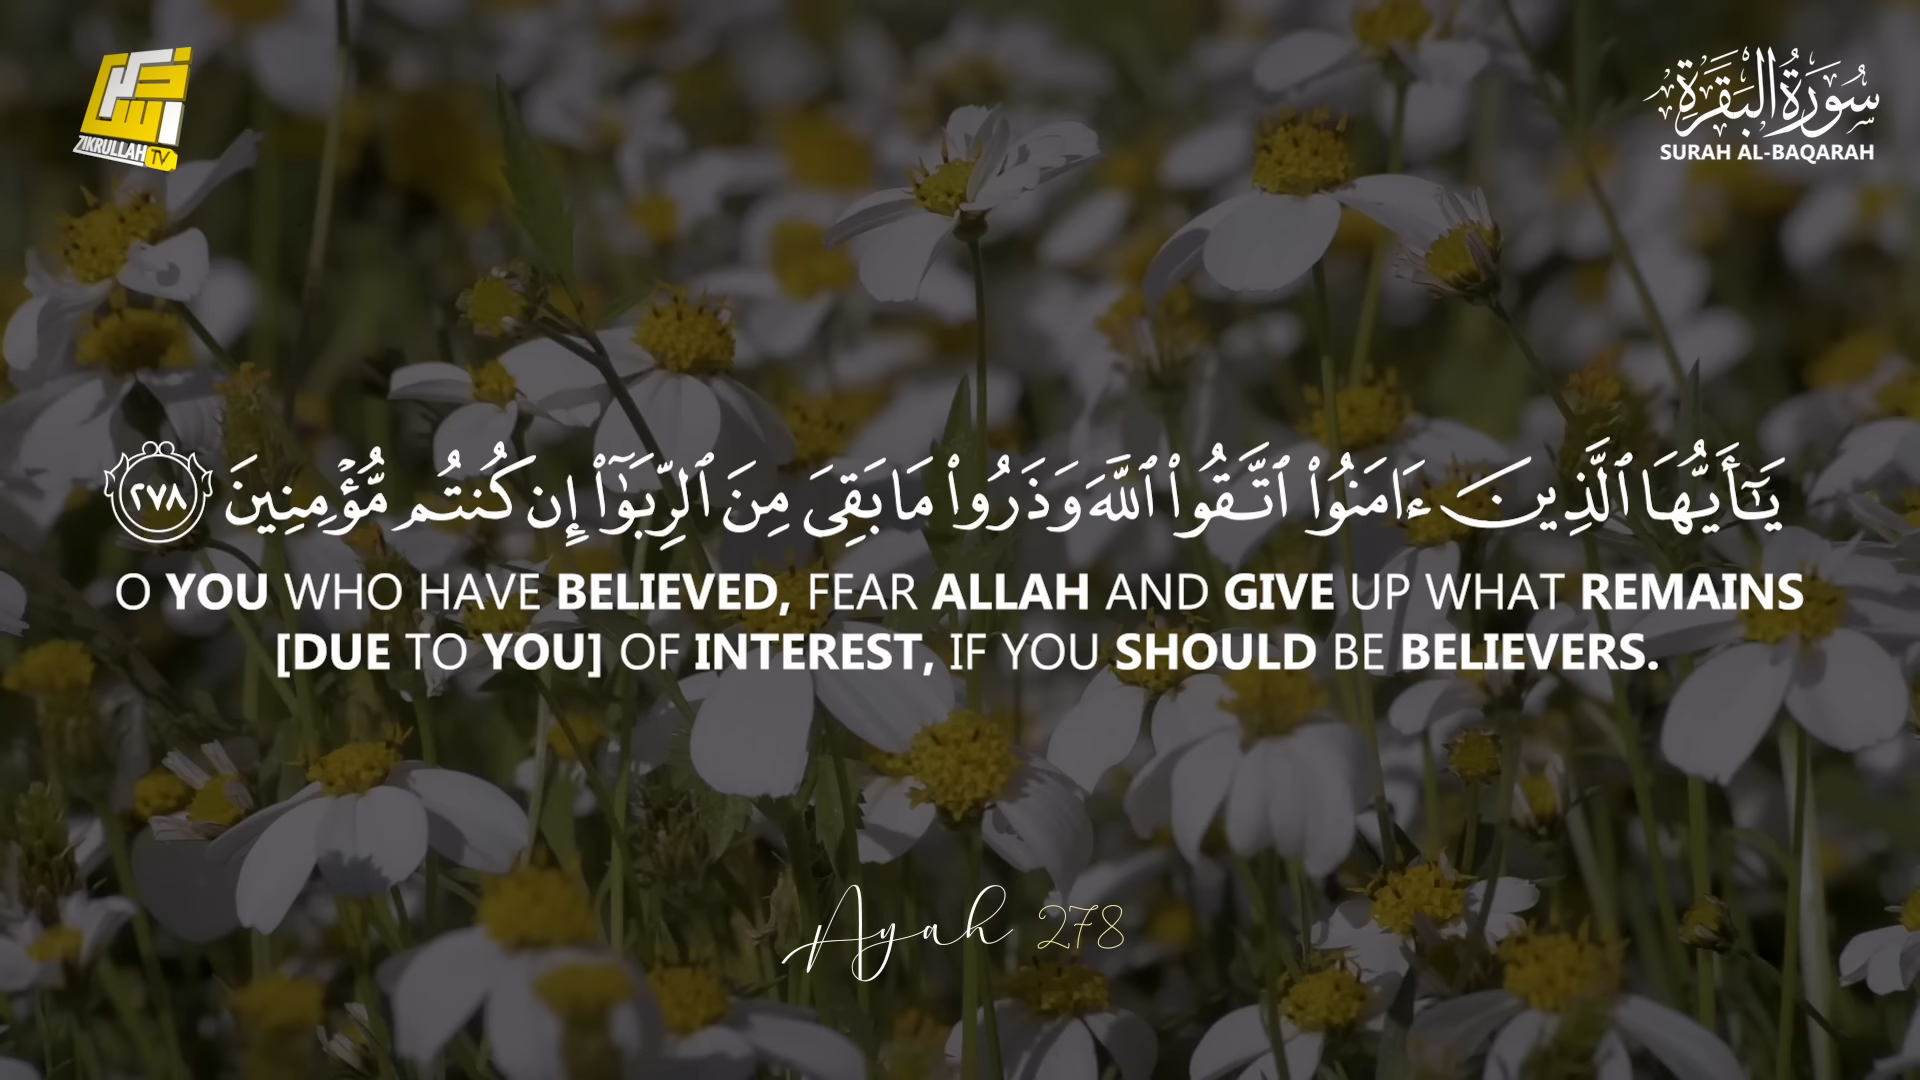 ذكر الله
ZIKRULLAH TV
سُورَةُ البَقَرَةِ
SURAH AL-BAQARAH
يَـٰٓأَيُّهَا ٱلَّذِينَ ءَامَنُوا۟ ٱتَّقُوا۟ ٱللَّهَ وَذَرُوا۟ مَا بَقِىَ مِنَ ٱلرِّبَوٰٓا۟ إِن كُنتُم مُّؤْمِنِينَ ٢٧٨
O YOU WHO HAVE BELIEVED, FEAR ALLAH AND GIVE UP WHAT REMAINS
[DUE TO YOU] OF INTEREST, IF YOU SHOULD BE BELIEVERS.
Ayah 278